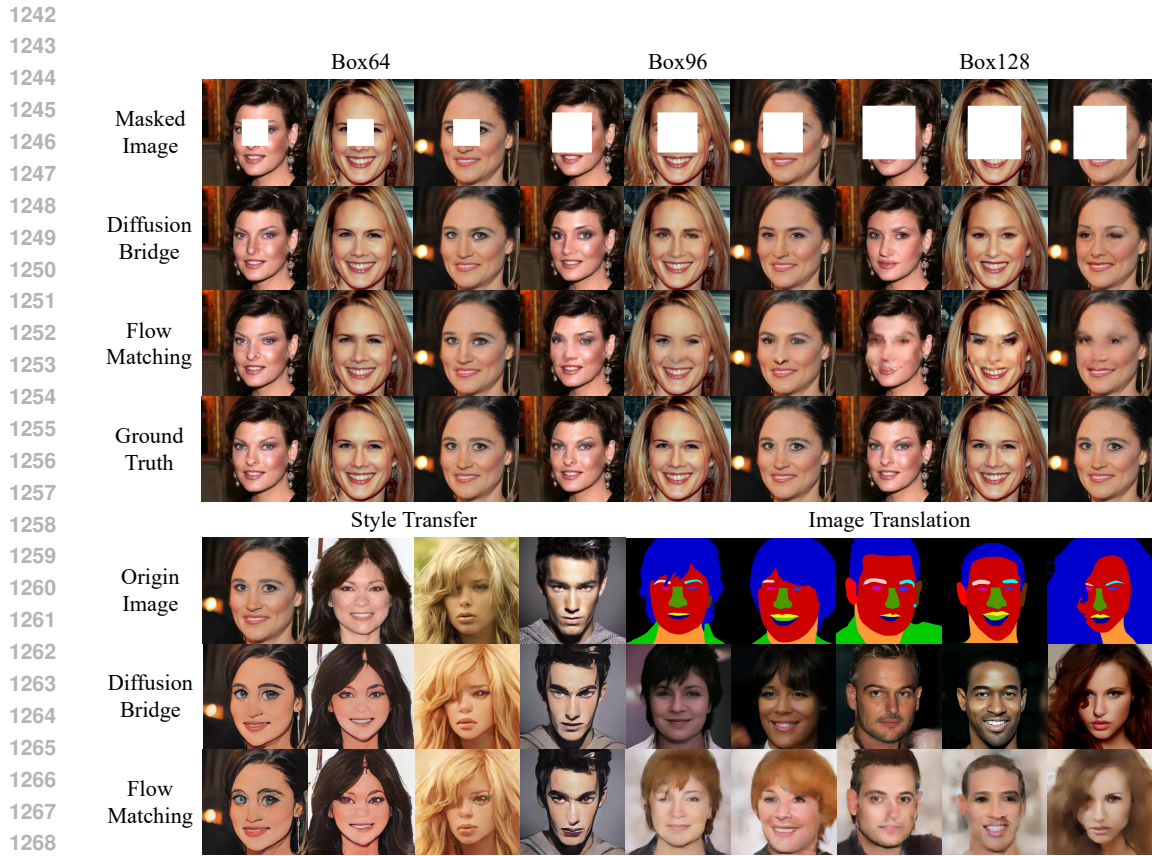 1242
1243
1244
1245
1246
1247
1248
1249
1250
1251
1252
1253
1254
1255
1256
1257
1258
1259
1260
1261
1262
1263
1264
1265
1266
1267
1268
Box64 Box96 Box128
Masked
Image
Diffusion
Bridge
Flow
Matching
Ground
Truth
Style Transfer Image Translation
Origin
Image
Diffusion
Bridge
Flow
Matching